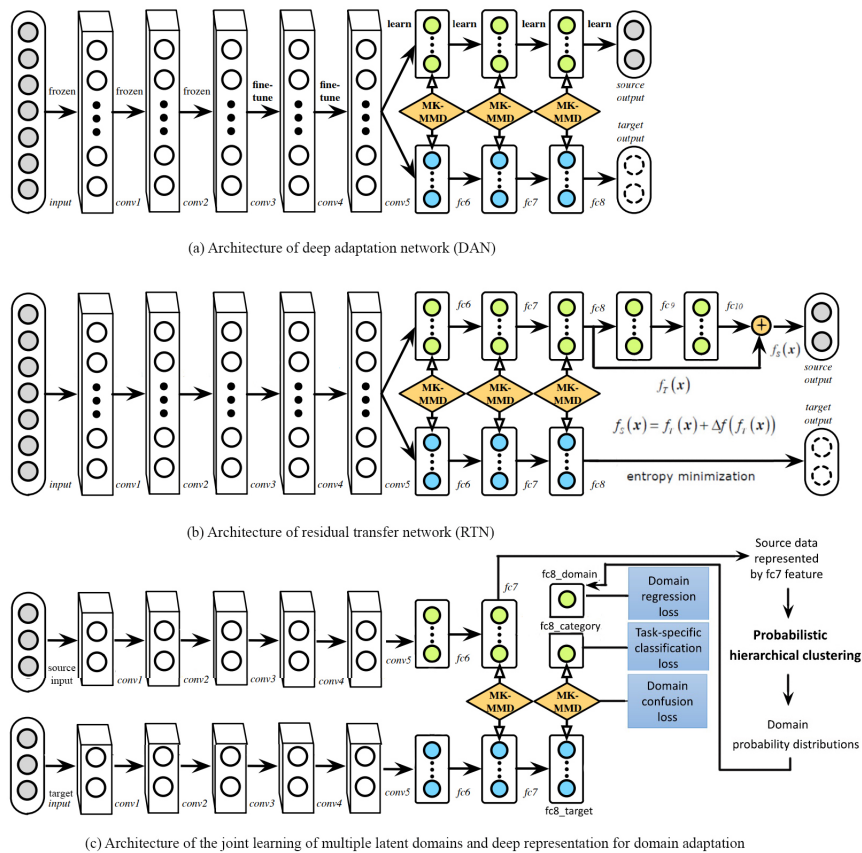 learn learn learn learn
frozen frozen frozen fine-
tune fine-
tune
MK-
MMD MK-
MMD MK-
MMD
source
output
target
output
input conv1 conv2 conv3 conv4 conv5 fc6 fc7 fc8
(a) Architecture of deep adaptation network (DAN)
fc6 fc7 fc8 fc9 fc10
+
f_s(x)
source
output
f_T(x)
MK-
MMD MK-
MMD MK-
MMD
f_s(x) = f_t(x) + Δf(f_t(x))
target
output
entropy minimization
input conv1 conv2 conv3 conv4 conv5 fc6 fc7 fc8
(b) Architecture of residual transfer network (RTN)
Source data
represented
by fc7 feature
fc7
fc8_domain
Domain
regression
loss
fc8_category
Task-specific
classification
loss
Probabilistic
hierarchical clustering
source
input conv1 conv2 conv3 conv4 conv5 fc6
MK-
MMD MK-
MMD
Domain
confusion
loss
Domain
probability distributions
target
input conv1 conv2 conv3 conv4 conv5 fc6 fc7
fc8_target
(c) Architecture of the joint learning of multiple latent domains and deep representation for domain adaptation